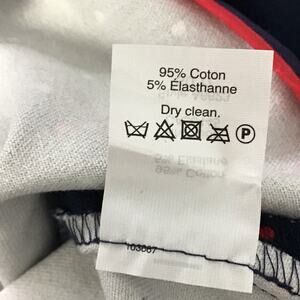 95% Coton
5% Élasthanne
Dry clean.
P
103067